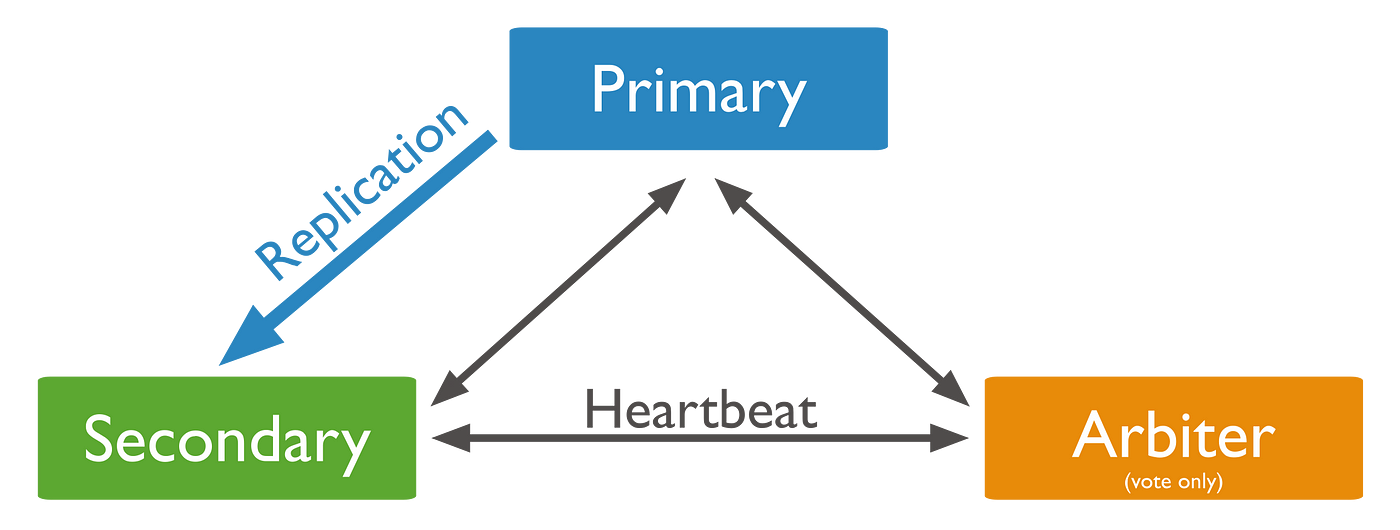 Primary
Replication
Heartbeat
Secondary
Arbiter
(vote only)